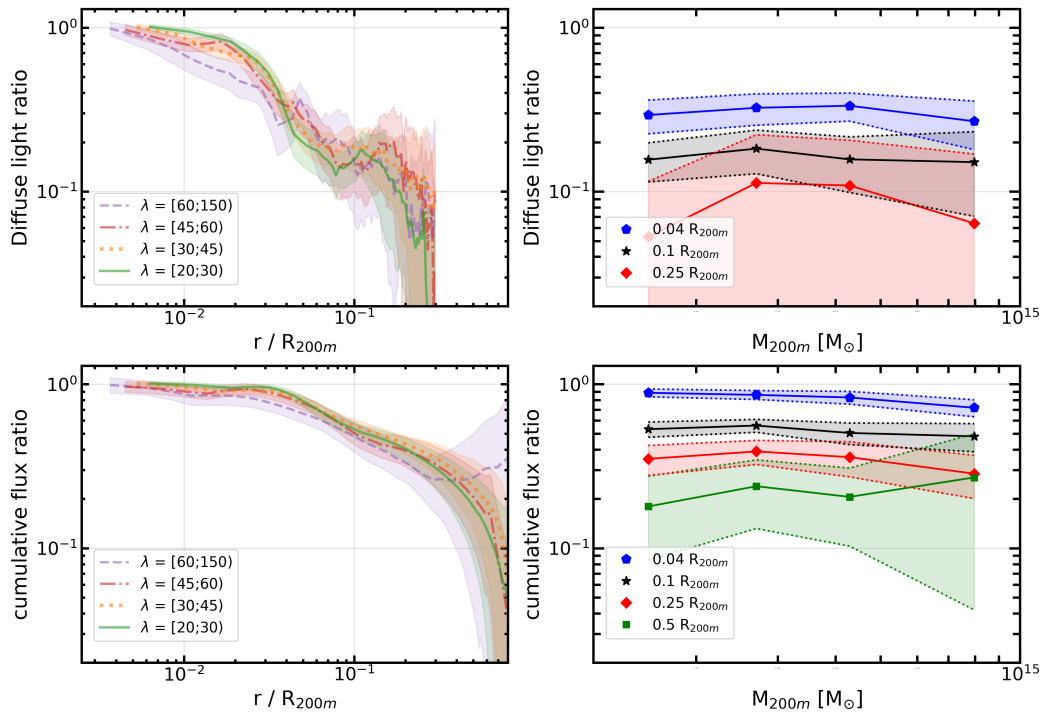 Diffuse light ratio
10⁰
10⁻¹
λ = [60;150)
λ = [45;60)
λ = [30;45)
λ = [20;30)
10⁻²
10⁻¹
r / R₂₀₀ₘ
Diffuse light ratio
10⁰
10⁻¹
0.04 R₂₀₀ₘ
0.1 R₂₀₀ₘ
0.25 R₂₀₀ₘ
10¹⁵
M₂₀₀ₘ [M☉]
cumulative flux ratio
10⁰
10⁻¹
λ = [60;150)
λ = [45;60)
λ = [30;45)
λ = [20;30)
10⁻²
10⁻¹
r / R₂₀₀ₘ
cumulative flux ratio
10⁰
10⁻¹
0.04 R₂₀₀ₘ
0.1 R₂₀₀ₘ
0.25 R₂₀₀ₘ
0.5 R₂₀₀ₘ
10¹⁵
M₂₀₀ₘ [M☉]